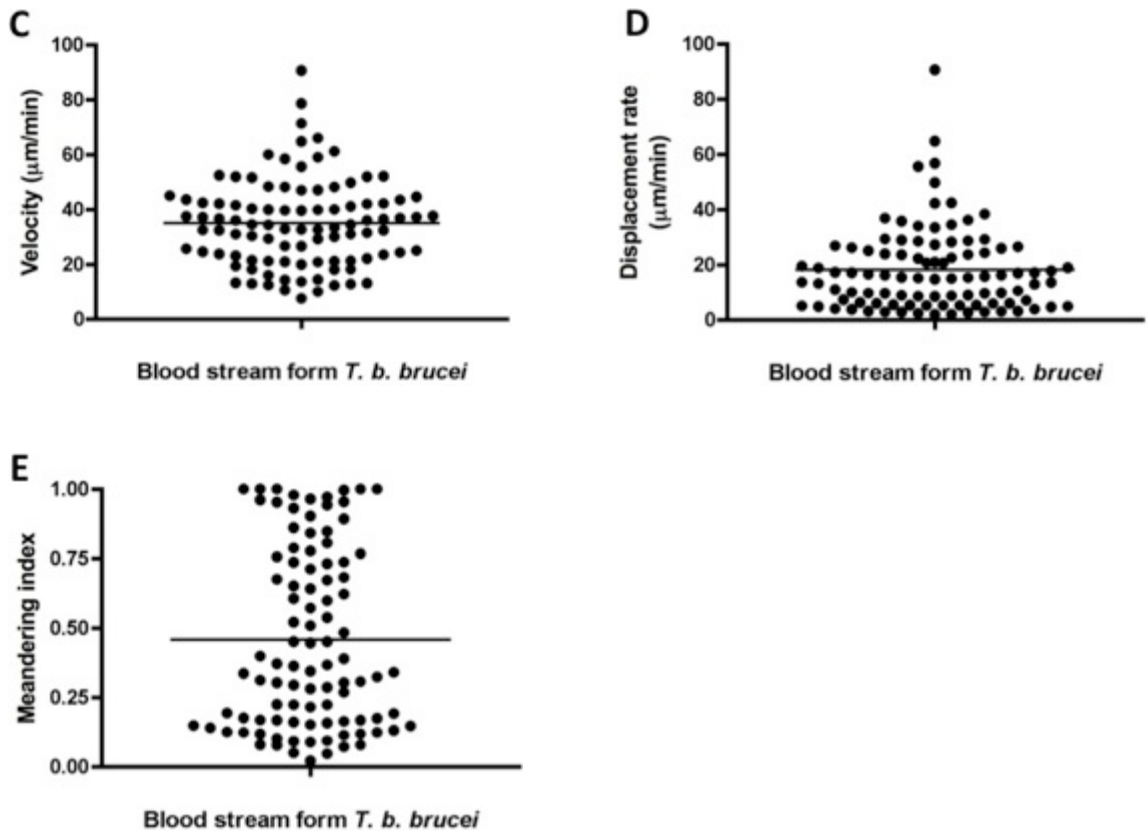 C
Velocity (μm/min)
100
80
60
40
20
0
Blood stream form T. b. brucei
D
Displacement rate
(μm/min)
100
80
60
40
20
0
Blood stream form T. b. brucei
E
Meandering index
1.00
0.75
0.50
0.25
0.00
Blood stream form T. b. brucei